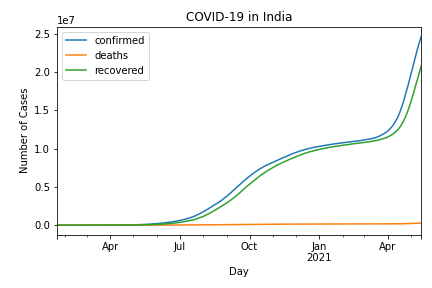 COVID-19 in India
1e7
confirmed
deaths
recovered
2.5
2.0
1.5
1.0
0.5
0.0
Number of Cases
Apr
Jul
Oct
Jan
2021
Apr
Day